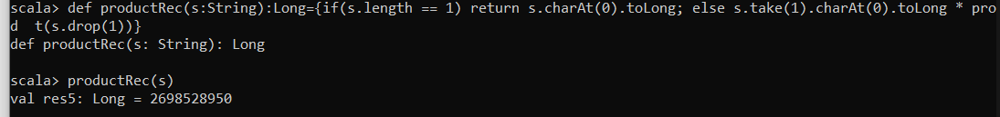 scala> def productRec(s:String):Long={if(s.length == 1) return s.charAt(0).toLong; else s.take(1).charAt(0).toLong * pro
d  t(s.drop(1))}
def productRec(s: String): Long
scala> productRec(s)
val res5: Long = 2698528950